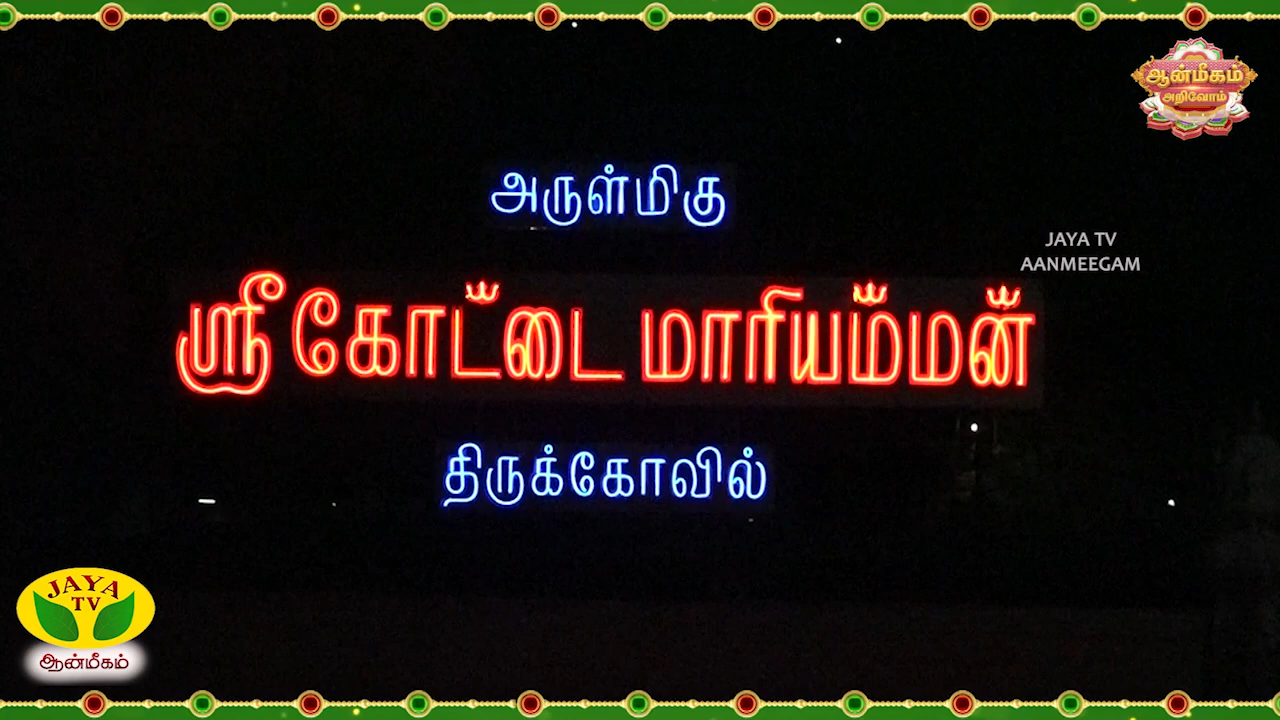 ஆன்மீகம்
அறிவோம்
அருள்மிகு
JAYA TV
AANMEEGAM
ஸ்ரீ கோட்டை மாரியம்மன்
திருக்கோவில்
JAYA
TV
ஆன்மீகம்